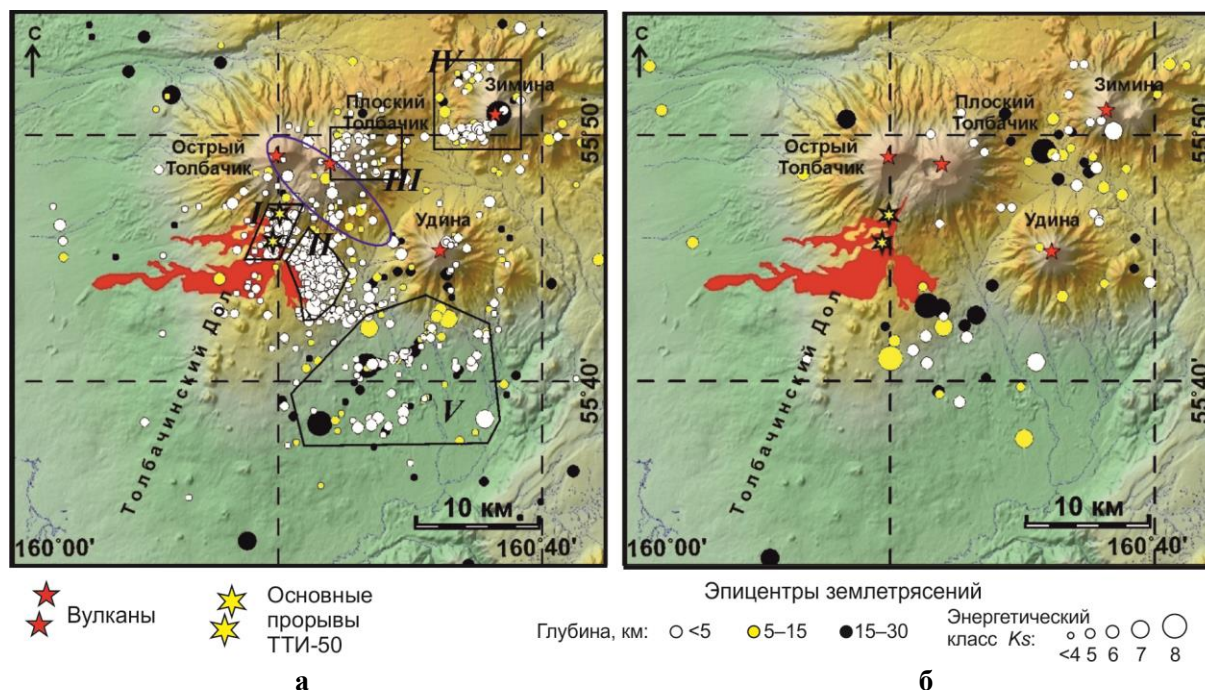 С
IV
Зимина
Плоский
Толбачик
55°50'
Острый
Толбачик
III
I
Удина
II
Толбачинский Дол
55°40'
V
10 км
160°00'
160°40'
С
Зимина
Плоский
Толбачик
55°50'
Острый
Толбачик
Удина
Толбачинский Дол
55°40'
10 км
160°00'
160°40'
Вулканы
Основные
прорывы
ТТИ-50
Эпицентры землетрясений
Глубина, км: <5 5–15 15–30
Энергетический
класс Ks: <4 5 6 7 8
а
б